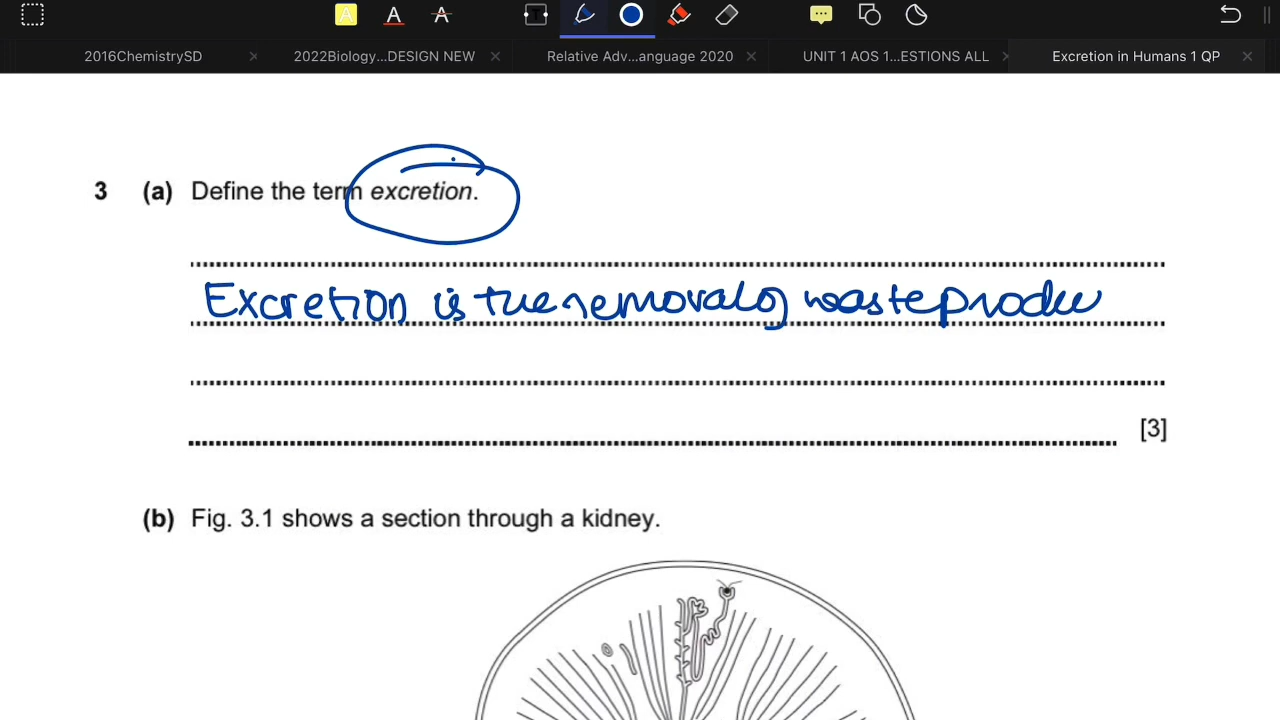 2016ChemistrySD
2022Biology...DESIGN NEW
Relative Adv...anguage 2020
UNIT 1 AOS 1...ESTIONS ALL
Excretion in Humans 1 QP
3 (a) Define the term excretion.
Excretion is the removal of waste produ
[3]
(b) Fig. 3.1 shows a section through a kidney.